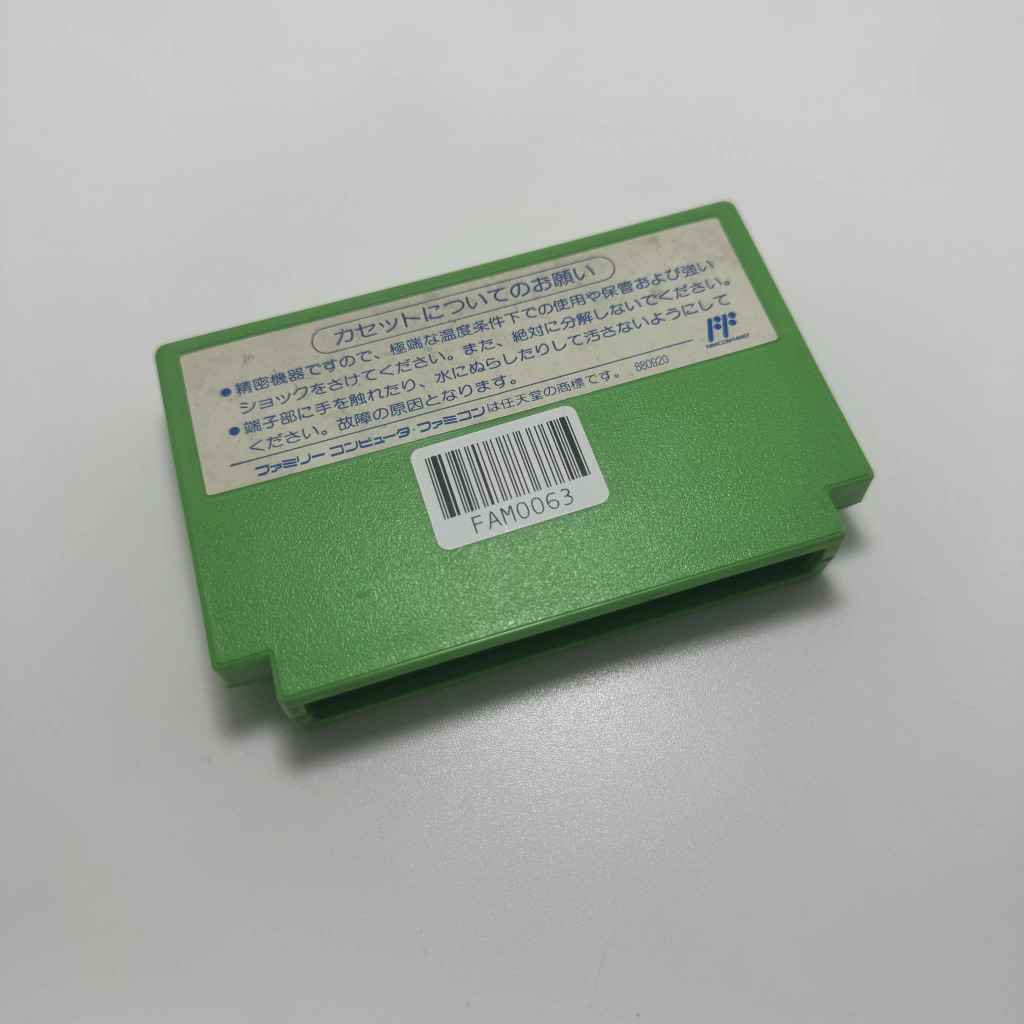 カセットについてのお願い
●精密機器ですので、極端な温度条件下での使用や保管および強い
ショックをさけてください。また、絶対に分解しないでください。
●端子部に手を触れたり、水にぬらしたりして汚さないようにして
ください。故障の原因となります。
ファミリー コンピュータ・ファミコンは任天堂の商標です。 880920
FF
FAMICOM FAMILY
FAM0063